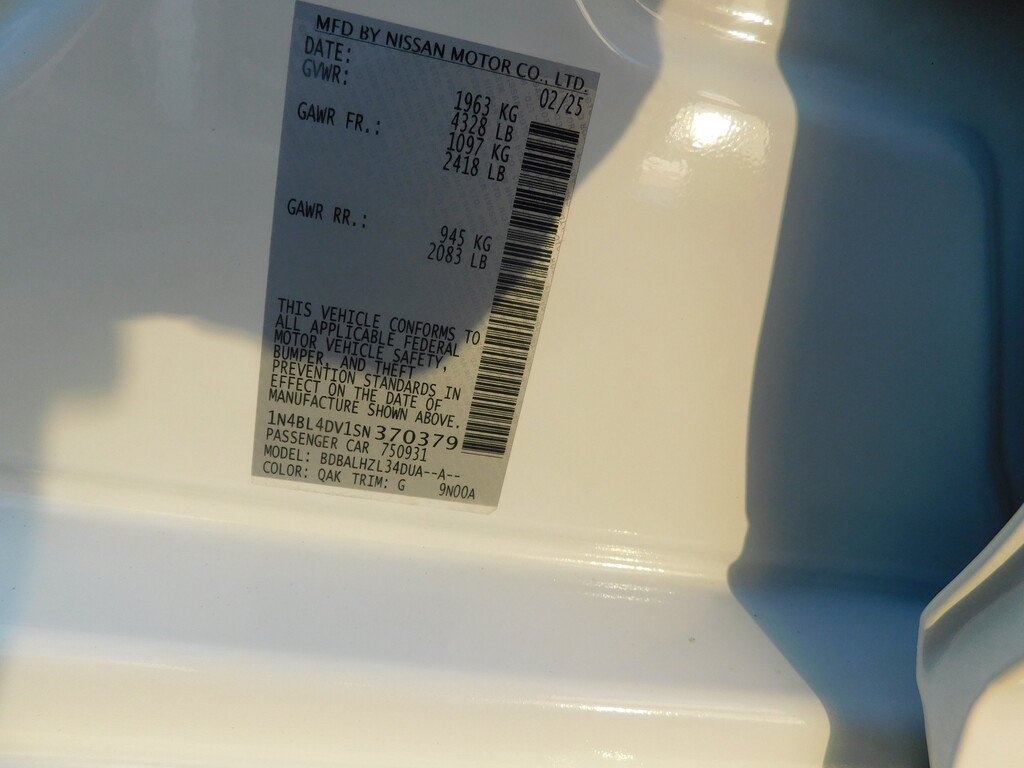 MFD BY NISSAN MOTOR CO., LTD.
DATE: 02/25
GVWR: 1963 KG
4328 LB
GAWR FR.: 1097 KG
2418 LB
GAWR RR.: 945 KG
2083 LB
THIS VEHICLE CONFORMS TO
ALL APPLICABLE FEDERAL
MOTOR VEHICLE SAFETY,
BUMPER, AND THEFT
PREVENTION STANDARDS IN
EFFECT ON THE DATE OF
MANUFACTURE SHOWN ABOVE.
1N4BL4DV1SN370379
PASSENGER CAR 750931
MODEL: BDBALHZL34DUA--A--
COLOR: QAK TRIM: G 9N00A